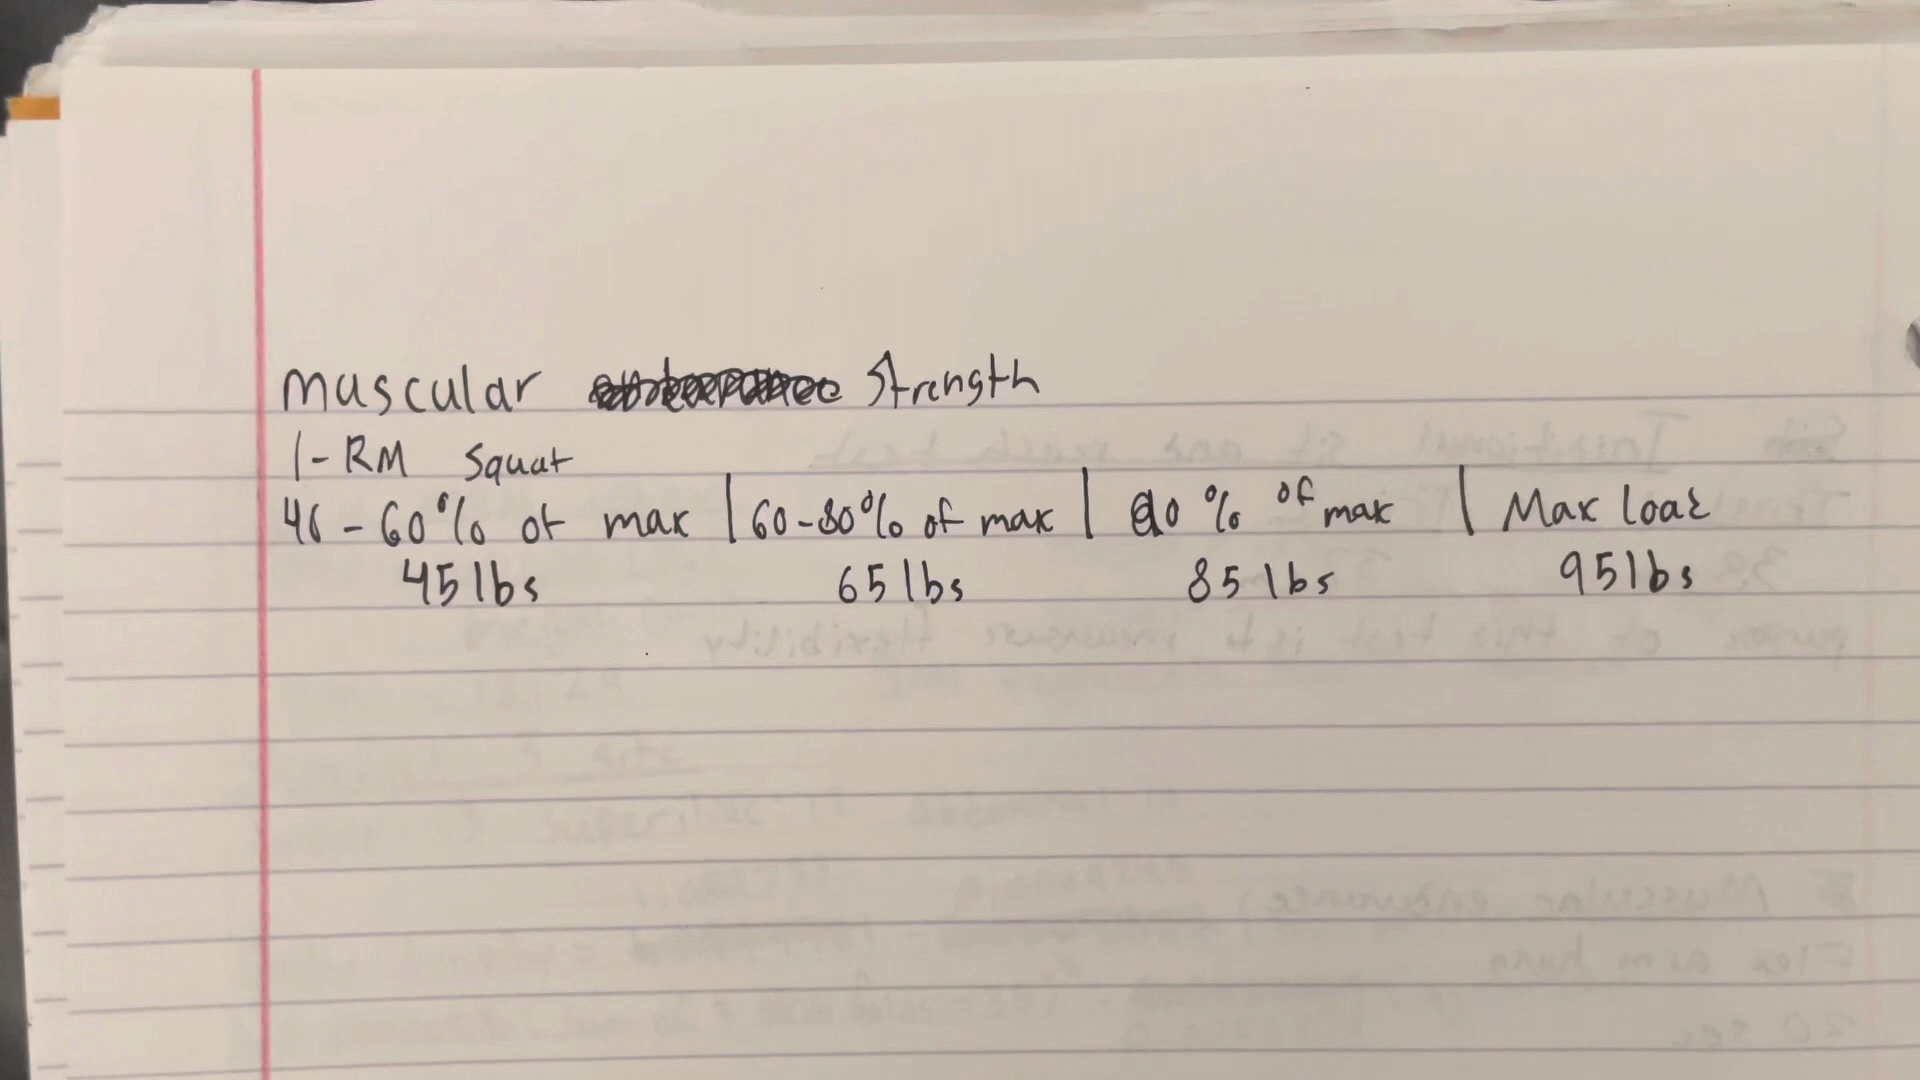 muscular Strength
1-RM Squat
40-60% of max | 60-80% of max | 90% of max | Max load
45lbs 65lbs 85lbs 95lbs